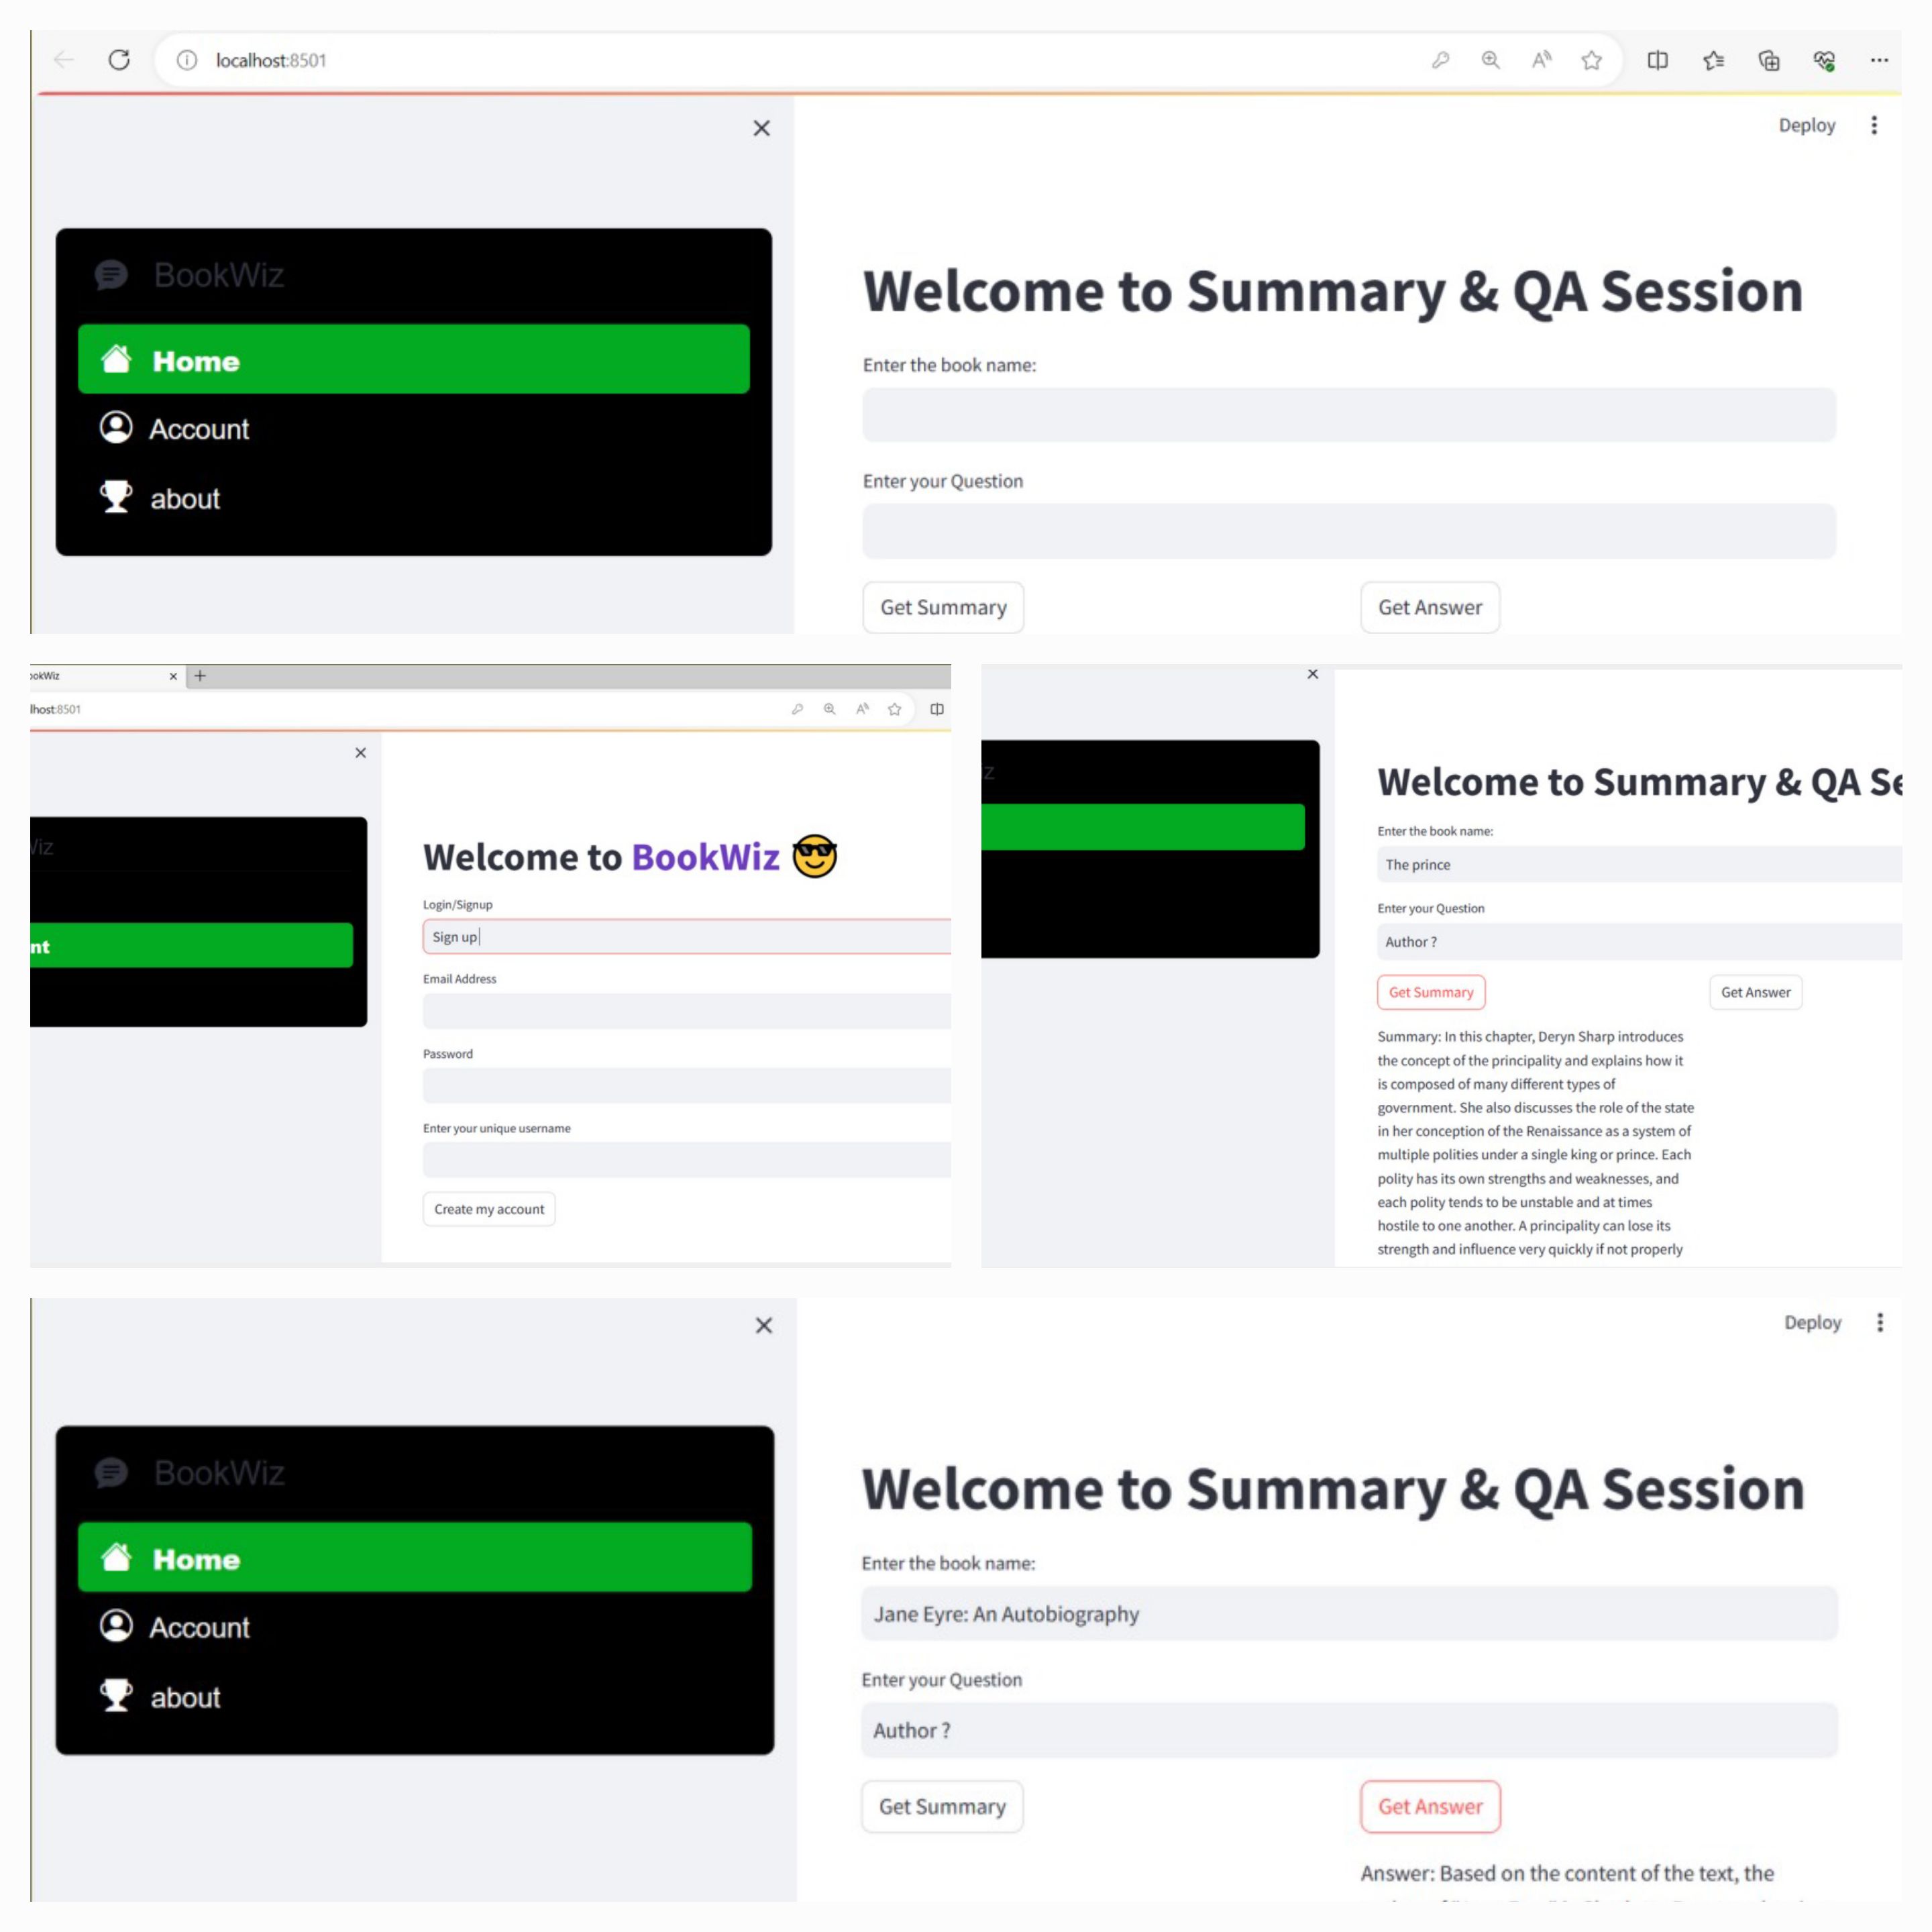 localhost:8501
Deploy
BookWiz
Home
Account
about
Welcome to Summary & QA Session
Enter the book name:
Enter your Question
Get Summary
Get Answer
ookWiz
lhost:8501
Viz
nt
Welcome to BookWiz 😎
Login/Signup
Sign up
Email Address
Password
Enter your unique username
Create my account
z
Welcome to Summary & QA Se
Enter the book name:
The prince
Enter your Question
Author ?
Get Summary
Get Answer
Summary: In this chapter, Deryn Sharp introduces
the concept of the principality and explains how it
is composed of many different types of
government. She also discusses the role of the state
in her conception of the Renaissance as a system of
multiple polities under a single king or prince. Each
polity has its own strengths and weaknesses, and
each polity tends to be unstable and at times
hostile to one another. A principality can lose its
strength and influence very quickly if not properly
Deploy
BookWiz
Home
Account
about
Welcome to Summary & QA Session
Enter the book name:
Jane Eyre: An Autobiography
Enter your Question
Author ?
Get Summary
Get Answer
Answer: Based on the content of the text, the